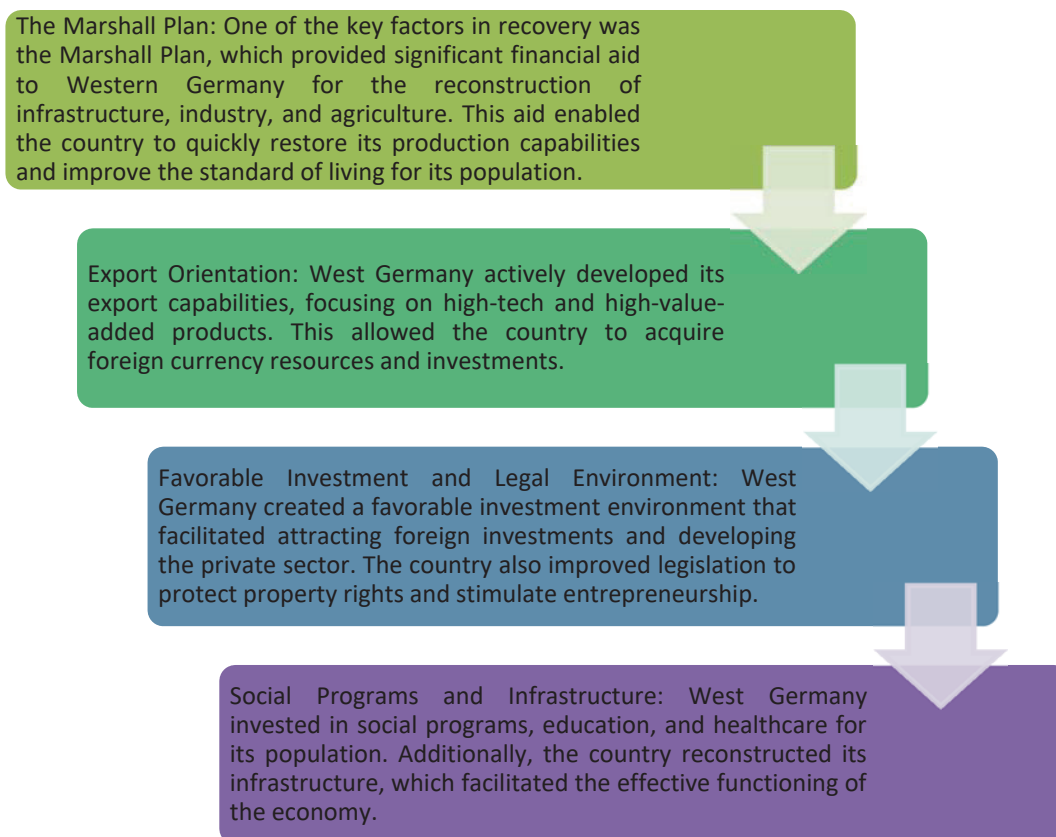 The Marshall Plan: One of the key factors in recovery was
the Marshall Plan, which provided significant financial aid
to Western Germany for the reconstruction of
infrastructure, industry, and agriculture. This aid enabled
the country to quickly restore its production capabilities
and improve the standard of living for its population.
Export Orientation: West Germany actively developed its
export capabilities, focusing on high-tech and high-value-
added products. This allowed the country to acquire
foreign currency resources and investments.
Favorable Investment and Legal Environment: West
Germany created a favorable investment environment that
facilitated attracting foreign investments and developing
the private sector. The country also improved legislation to
protect property rights and stimulate entrepreneurship.
Social Programs and Infrastructure: West Germany
invested in social programs, education, and healthcare for
its population. Additionally, the country reconstructed its
infrastructure, which facilitated the effective functioning of
the economy.